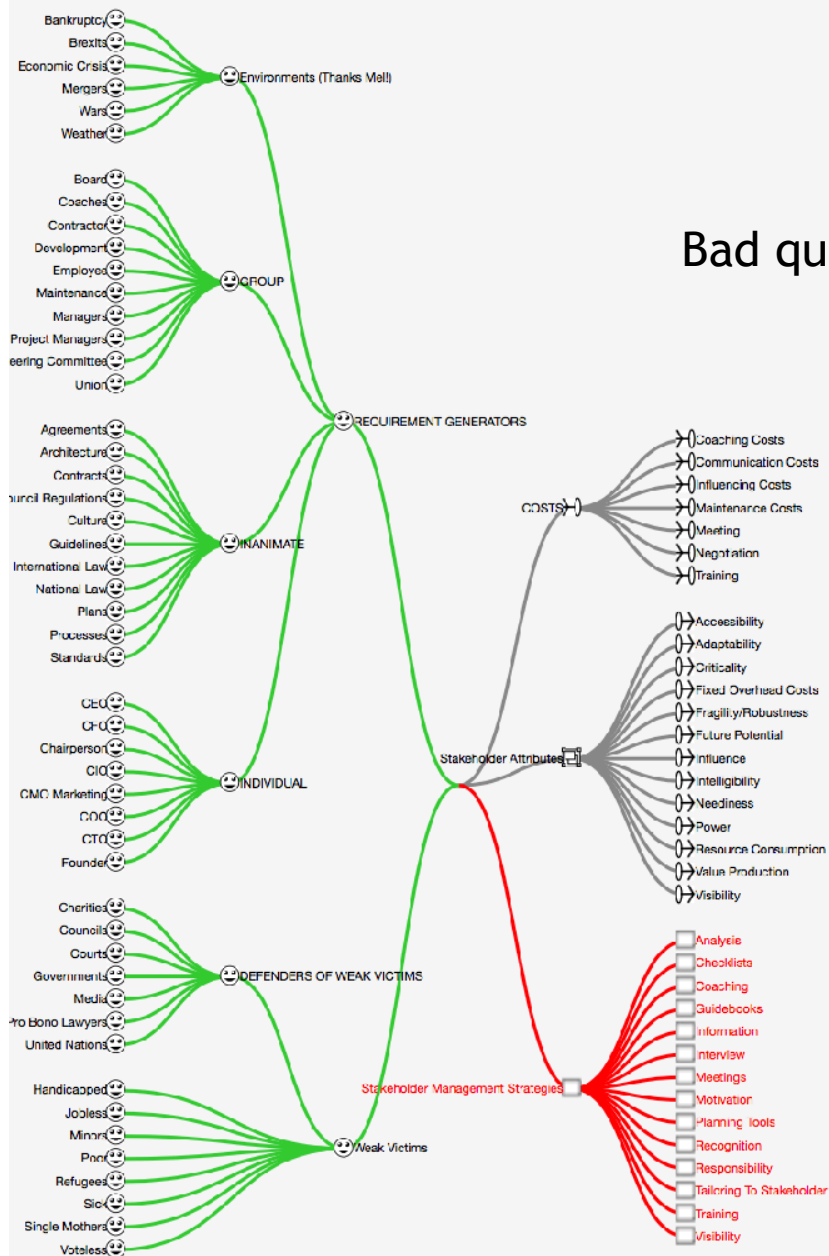 Bankruptcy
Brexits
Economic Crisis
Mergers
Wars
Weather
Environments (Thanks Mel!)
Board
Coaches
Contractor
Development
Employee
Maintenance
Managers
Project Managers
eering Committee
Union
GROUP
Agreements
Architecture
Contracts
ouncil Regulations
Culture
Guidelines
International Law
National Law
Plans
Processes
Standards
INANIMATE
CEO
CFO
Chairperson
CIO
CMO Marketing
COO
CTO
Founder
INDIVIDUAL
REQUIREMENT GENERATORS
Charities
Councils
Courts
Governments
Media
Pro Bono Lawyers
United Nations
DEFENDERS OF WEAK VICTIMS
Handicapped
Jobless
Minors
Poor
Refugees
Sick
Single Mothers
Voteless
Weak Victims
Bad qu
COSTS
Coaching Costs
Communication Costs
Influencing Costs
Maintenance Costs
Meeting
Negotiation
Training
Stakeholder Attributes
Accessibility
Adaptability
Criticality
Fixed Overhead Costs
Fragility/Robustness
Future Potential
Influence
Intelligibility
Neediness
Power
Resource Consumption
Value Production
Visibility
Stakeholder Management Strategies
Analysis
Checklists
Coaching
Guidebooks
Information
Interview
Meetings
Motivation
Planning Tools
Recognition
Responsibility
Tailoring To Stakeholder
Training
Visibility